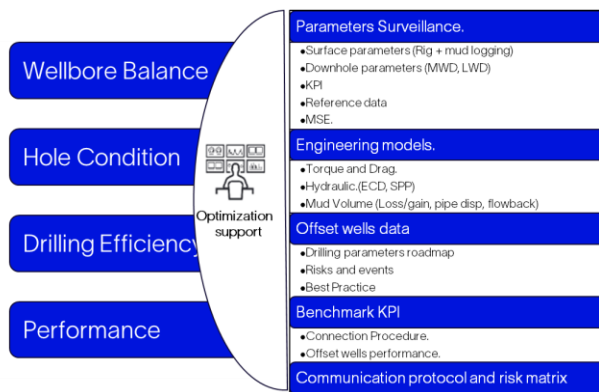 Wellbore Balance
Hole Condition
Drilling Efficiency
Performance
Optimization
support
Parameters Surveillance.
•Surface parameters (Rig + mud logging)
•Downhole parameters (MWD, LWD)
•KPI
•Reference data
•MSE.
Engineering models.
•Torque and Drag.
•Hydraulic.(ECD, SPP)
•Mud Volume (Loss/gain, pipe disp, flowback)
Offset wells data
•Drilling parameters roadmap
•Risks and events
•Best Practice
Benchmark KPI
•Connection Procedure.
•Offset wells performance.
Communication protocol and risk matrix